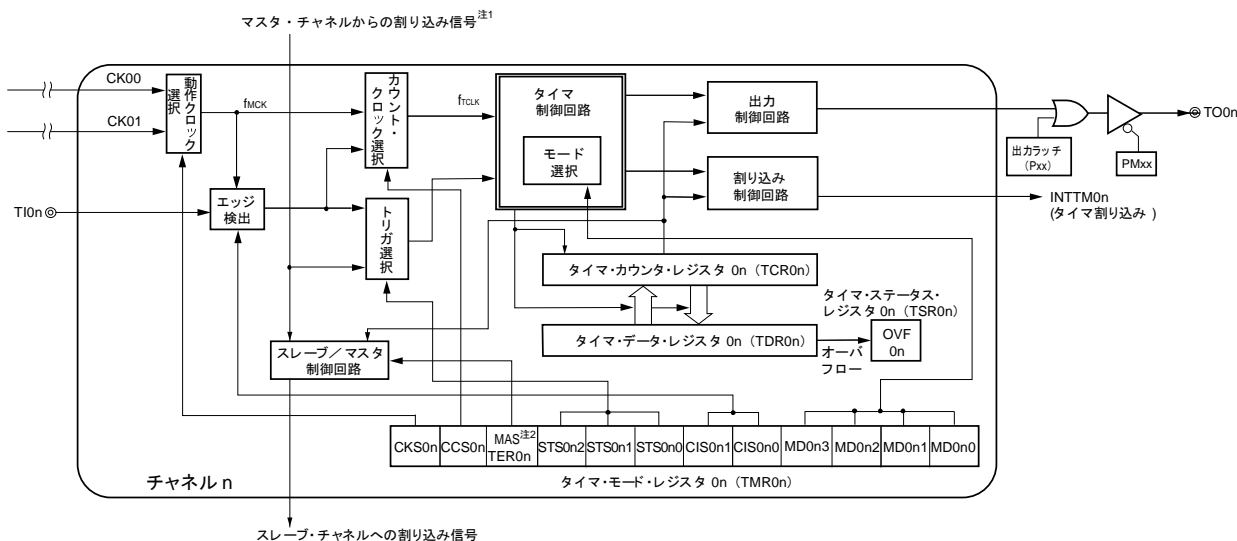 マスタ・チャネルからの割り込み信号注1
CK00
CK01
動作クロック
選択
fMCK
カウント・
クロック選択
fTCLK
タイマ
制御回路
モード
選択
出力
制御回路
TO0n
出力ラッチ
(Pxx)
PMxx
割り込み
制御回路
INTTM0n
(タイマ割り込み)
TI0n
エッジ
検出
トリガ選択
タイマ・カウンタ・レジスタ 0n(TCR0n)
タイマ・ステータス・
レジスタ 0n(TSR0n)
タイマ・データ・レジスタ 0n(TDR0n)
オーバ
フロー
OVF
0n
スレーブ/マスタ
制御回路
CKS0n
CCS0n
MAS注2
TER0n
STS0n2
STS0n1
STS0n0
CIS0n1
CIS0n0
MD0n3
MD0n2
MD0n1
MD0n0
チャネル n
タイマ・モード・レジスタ 0n(TMR0n)
スレーブ・チャネルへの割り込み信号